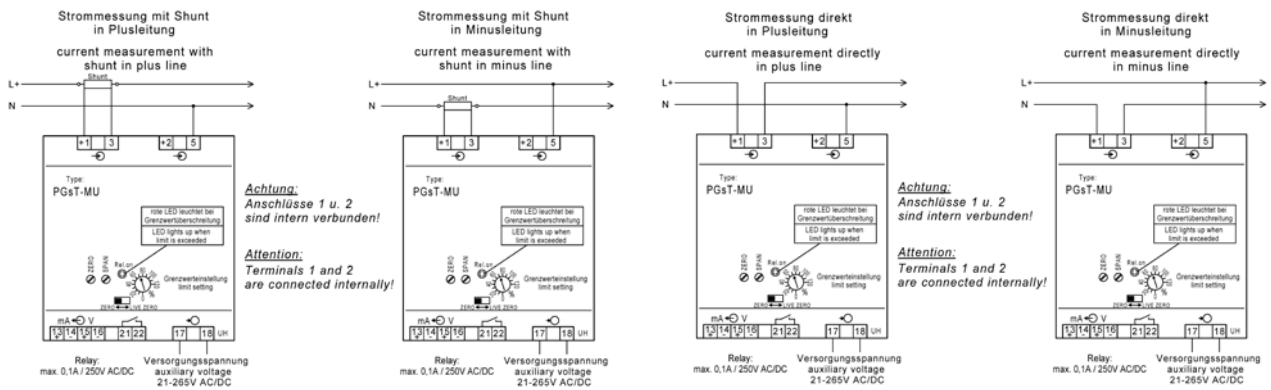 Strommessung mit Shunt
in Plusleitung
current measurement with
shunt in plus line
Shunt
L+
N
+1 3 +2 5
Type:
PGsT-MU
rote LED leuchtet bei
Grenzwertüberschreitung
LED lights up when
limit is exceeded
ZERO
SPAN
Rel.on
Grenzwerteinstellung
limit setting
%
ZERO LIVE ZERO
mA V
13 14 15 16 21 22 17 18 UH
+ - + -
Relay:
max. 0,1A / 250V AC/DC
Versorgungsspannung
auxiliary voltage
21-265V AC/DC
Achtung:
Anschlüsse 1 u. 2
sind intern verbunden!
Attention:
Terminals 1 and 2
are connected internally!
Strommessung mit Shunt
in Minusleitung
current measurement with
shunt in minus line
L+
Shunt
N
+1 3 +2 5
Type:
PGsT-MU
rote LED leuchtet bei
Grenzwertüberschreitung
LED lights up when
limit is exceeded
ZERO
SPAN
Rel.on
Grenzwerteinstellung
limit setting
%
ZERO LIVE ZERO
mA V
13 14 15 16 21 22 17 18 UH
+ - + -
Relay:
max. 0,1A / 250V AC/DC
Versorgungsspannung
auxiliary voltage
21-265V AC/DC
Strommessung direkt
in Plusleitung
current measurement directly
in plus line
L+
N
+1 3 +2 5
Type:
PGsT-MU
rote LED leuchtet bei
Grenzwertüberschreitung
LED lights up when
limit is exceeded
ZERO
SPAN
Rel.on
Grenzwerteinstellung
limit setting
%
ZERO LIVE ZERO
mA V
13 14 15 16 21 22 17 18 UH
+ - + -
Relay:
max. 0,1A / 250V AC/DC
Versorgungsspannung
auxiliary voltage
21-265V AC/DC
Achtung:
Anschlüsse 1 u. 2
sind intern verbunden!
Attention:
Terminals 1 and 2
are connected internally!
Strommessung direkt
in Minusleitung
current measurement directly
in minus line
L+
N
+1 3 +2 5
Type:
PGsT-MU
rote LED leuchtet bei
Grenzwertüberschreitung
LED lights up when
limit is exceeded
ZERO
SPAN
Rel.on
Grenzwerteinstellung
limit setting
%
ZERO LIVE ZERO
mA V
13 14 15 16 21 22 17 18 UH
+ - + -
Relay:
max. 0,1A / 250V AC/DC
Versorgungsspannung
auxiliary voltage
21-265V AC/DC